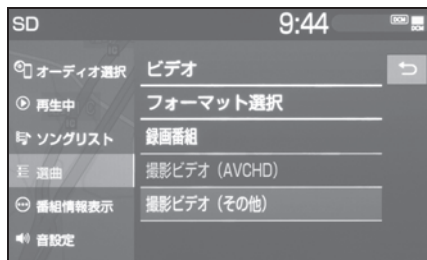 SD
9:44
DCM
DCM
オーディオ選択
再生中
ソングリスト
選曲
番組情報表示
音設定
ビデオ
フォーマット選択
録画番組
撮影ビデオ (AVCHD)
撮影ビデオ (その他)